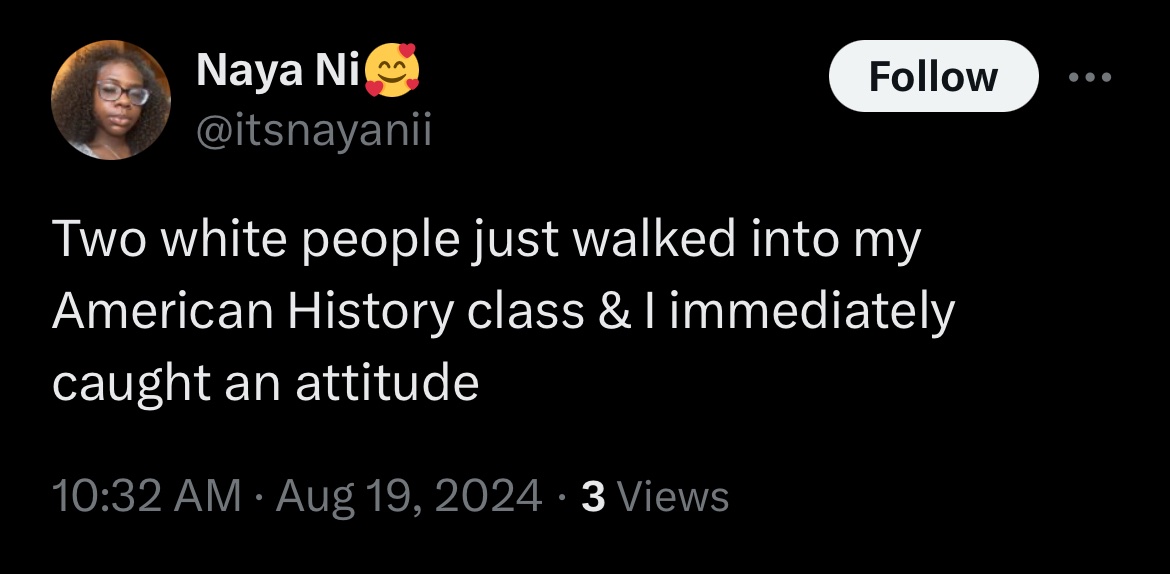 Naya Ni🥰
@itsnayanii
Follow
Two white people just walked into my
American History class & I immediately
caught an attitude
10:32 AM · Aug 19, 2024 · 3 Views